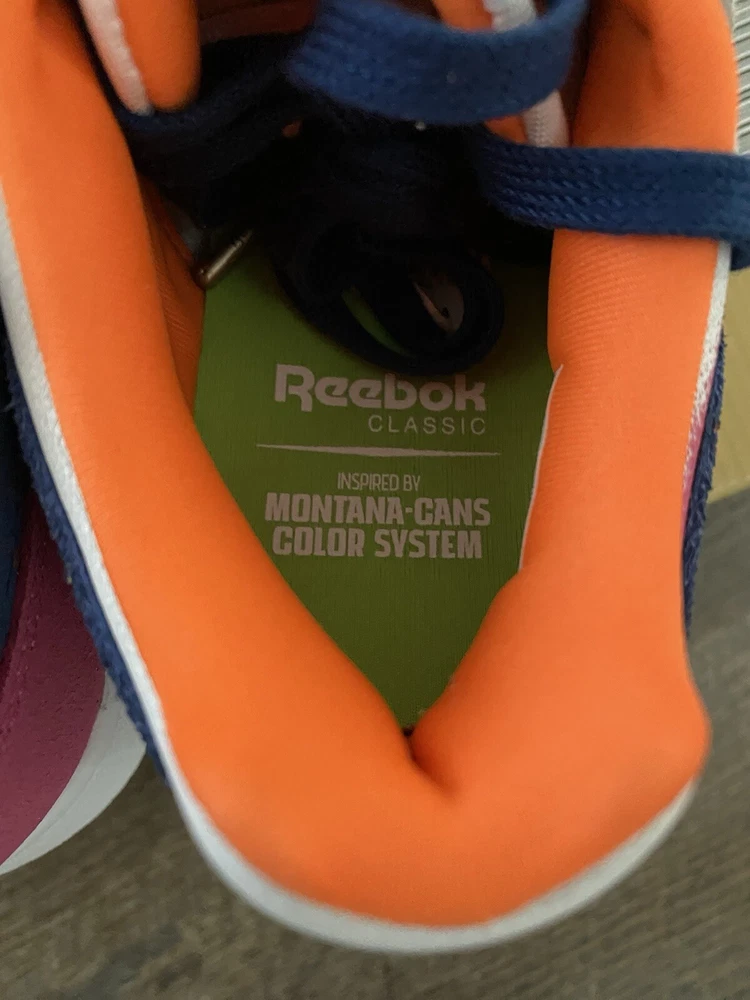 Reebok
CLASSIC
INSPIRED BY
MONTANA-CANS
COLOR SYSTEM